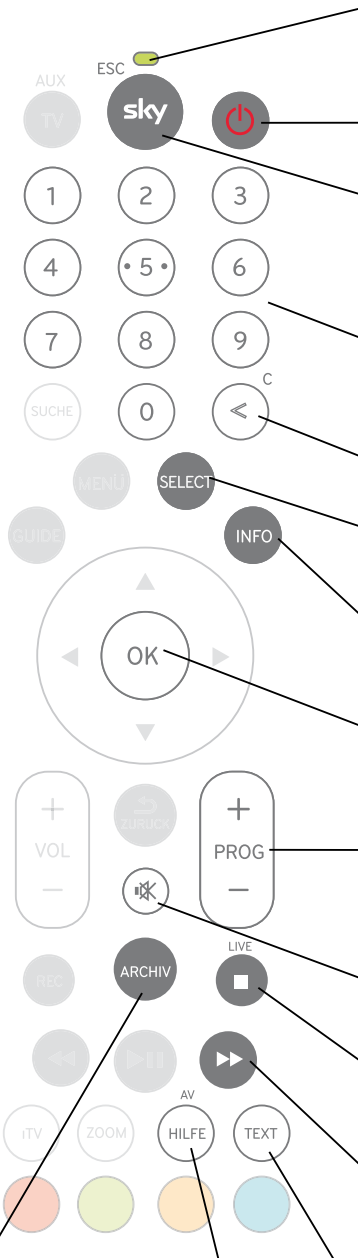 ESC
AUX
TV
sky
1 2 3
4 •5• 6
7 8 9
C
SUCHE 0
MENÜ SELECT
GUIDE INFO
OK
+ +
ZURÜCK
VOL PROG
− −
LIVE
REC ARCHIV
AV
iTV ZOOM HILFE TEXT